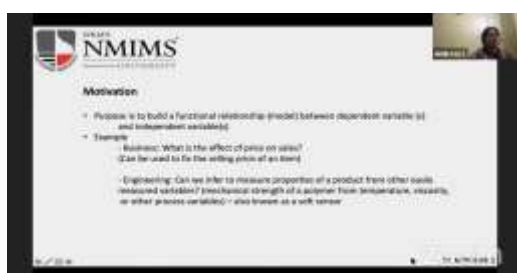 NMIMS
Motivation
Purpose is to build a functional relationship (model) between dependent variable (s)
and independent variable(s)
Example
- Business: What is the effect of price on sales?
(Can be used to fix the selling price of an item)
- Engineering: Can we infer to measure properties of a product from other easily
measured variables? (mechanical strength of a polymer from temperature, viscosity,
or other process variables) – also known as a soft sensor